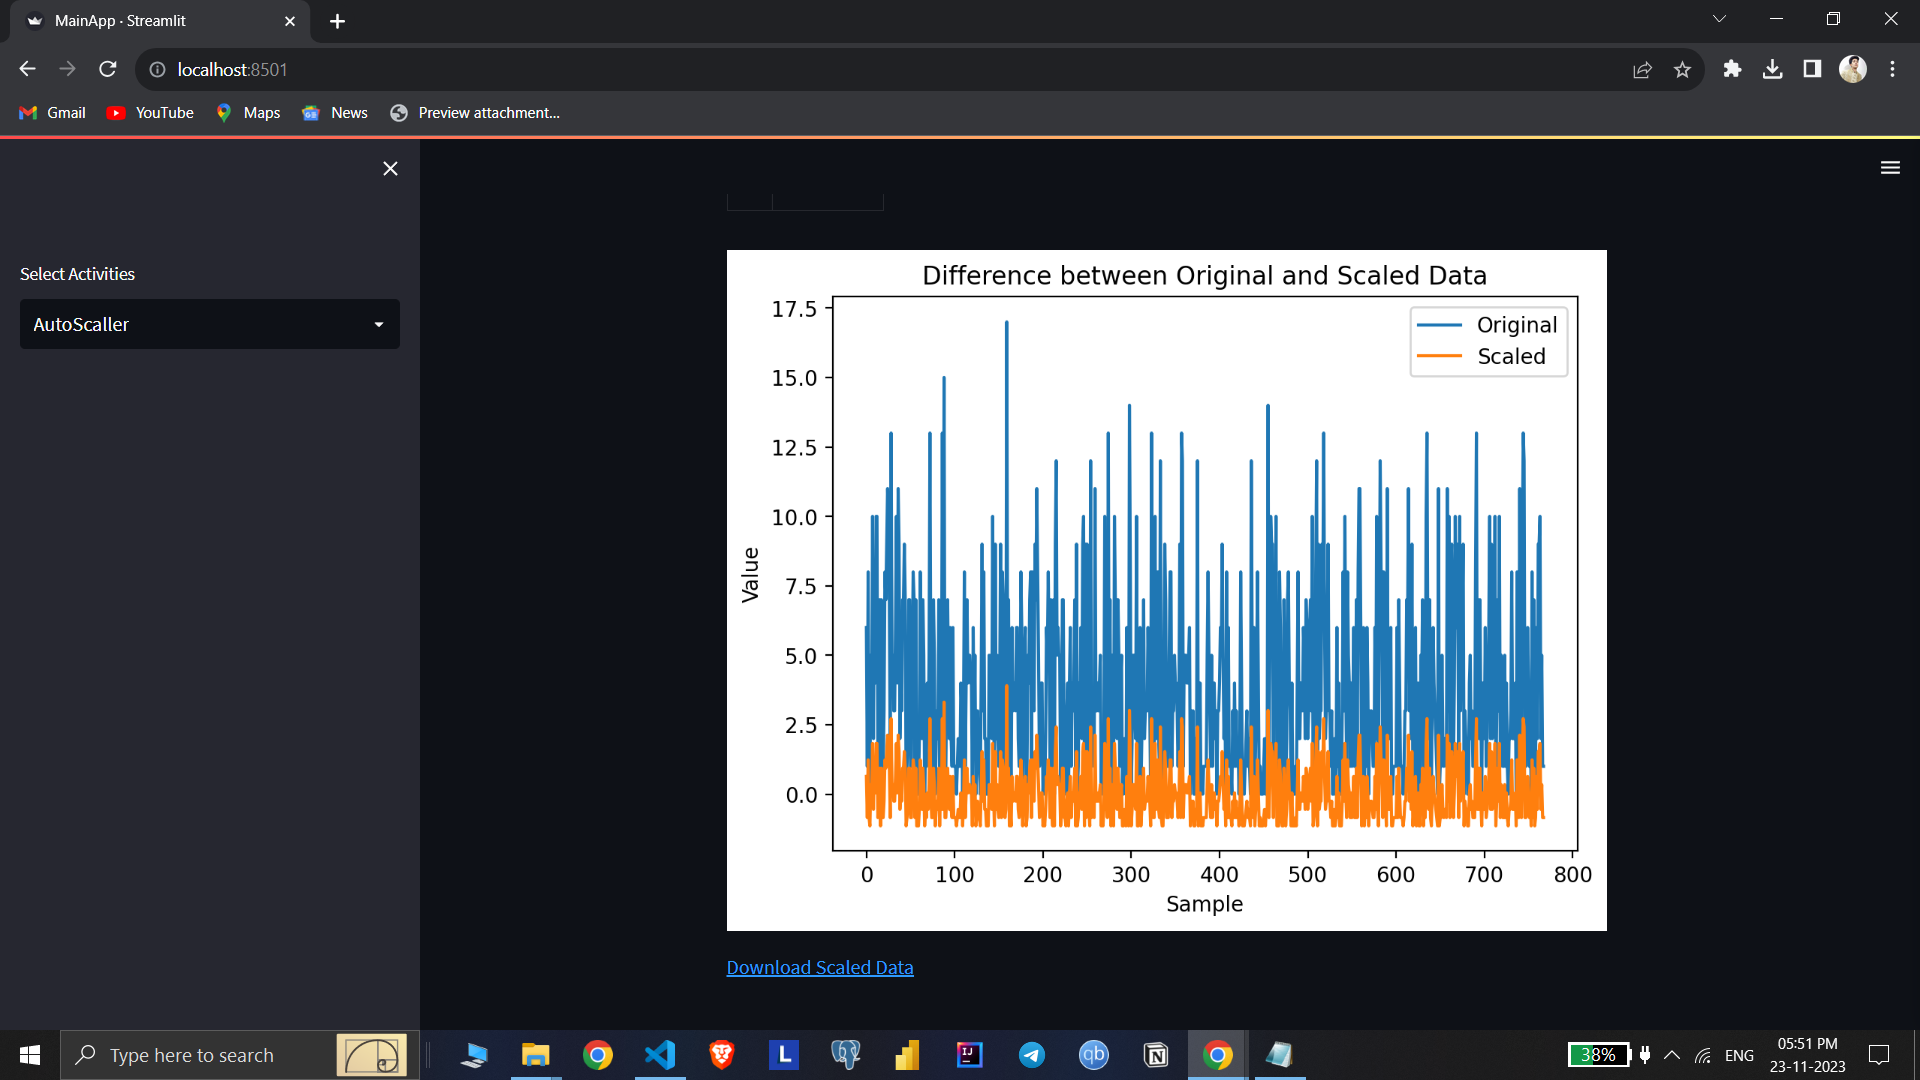 MainApp · Streamlit
localhost:8501
Gmail
YouTube
Maps
News
Preview attachment...
Select Activities
AutoScaller
Difference between Original and Scaled Data
Original
Scaled
17.5
15.0
12.5
10.0
7.5
5.0
2.5
0.0
Value
0 100 200 300 400 500 600 700 800
Sample
Download Scaled Data
Type here to search
L
IJ
qb
N
38%
ENG
05:51 PM
23-11-2023